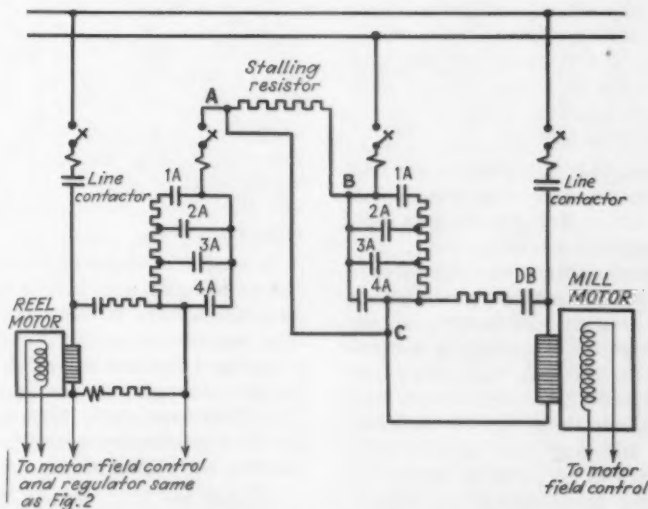 Stalling
resistor
A
1A
B
1A
Line
contactor
2A
2A
Line
contactor
3A
3A
4A
4A
DB
REEL
MOTOR
MILL
MOTOR
C
To motor field control
and regulator same
as Fig. 2
To motor
field control